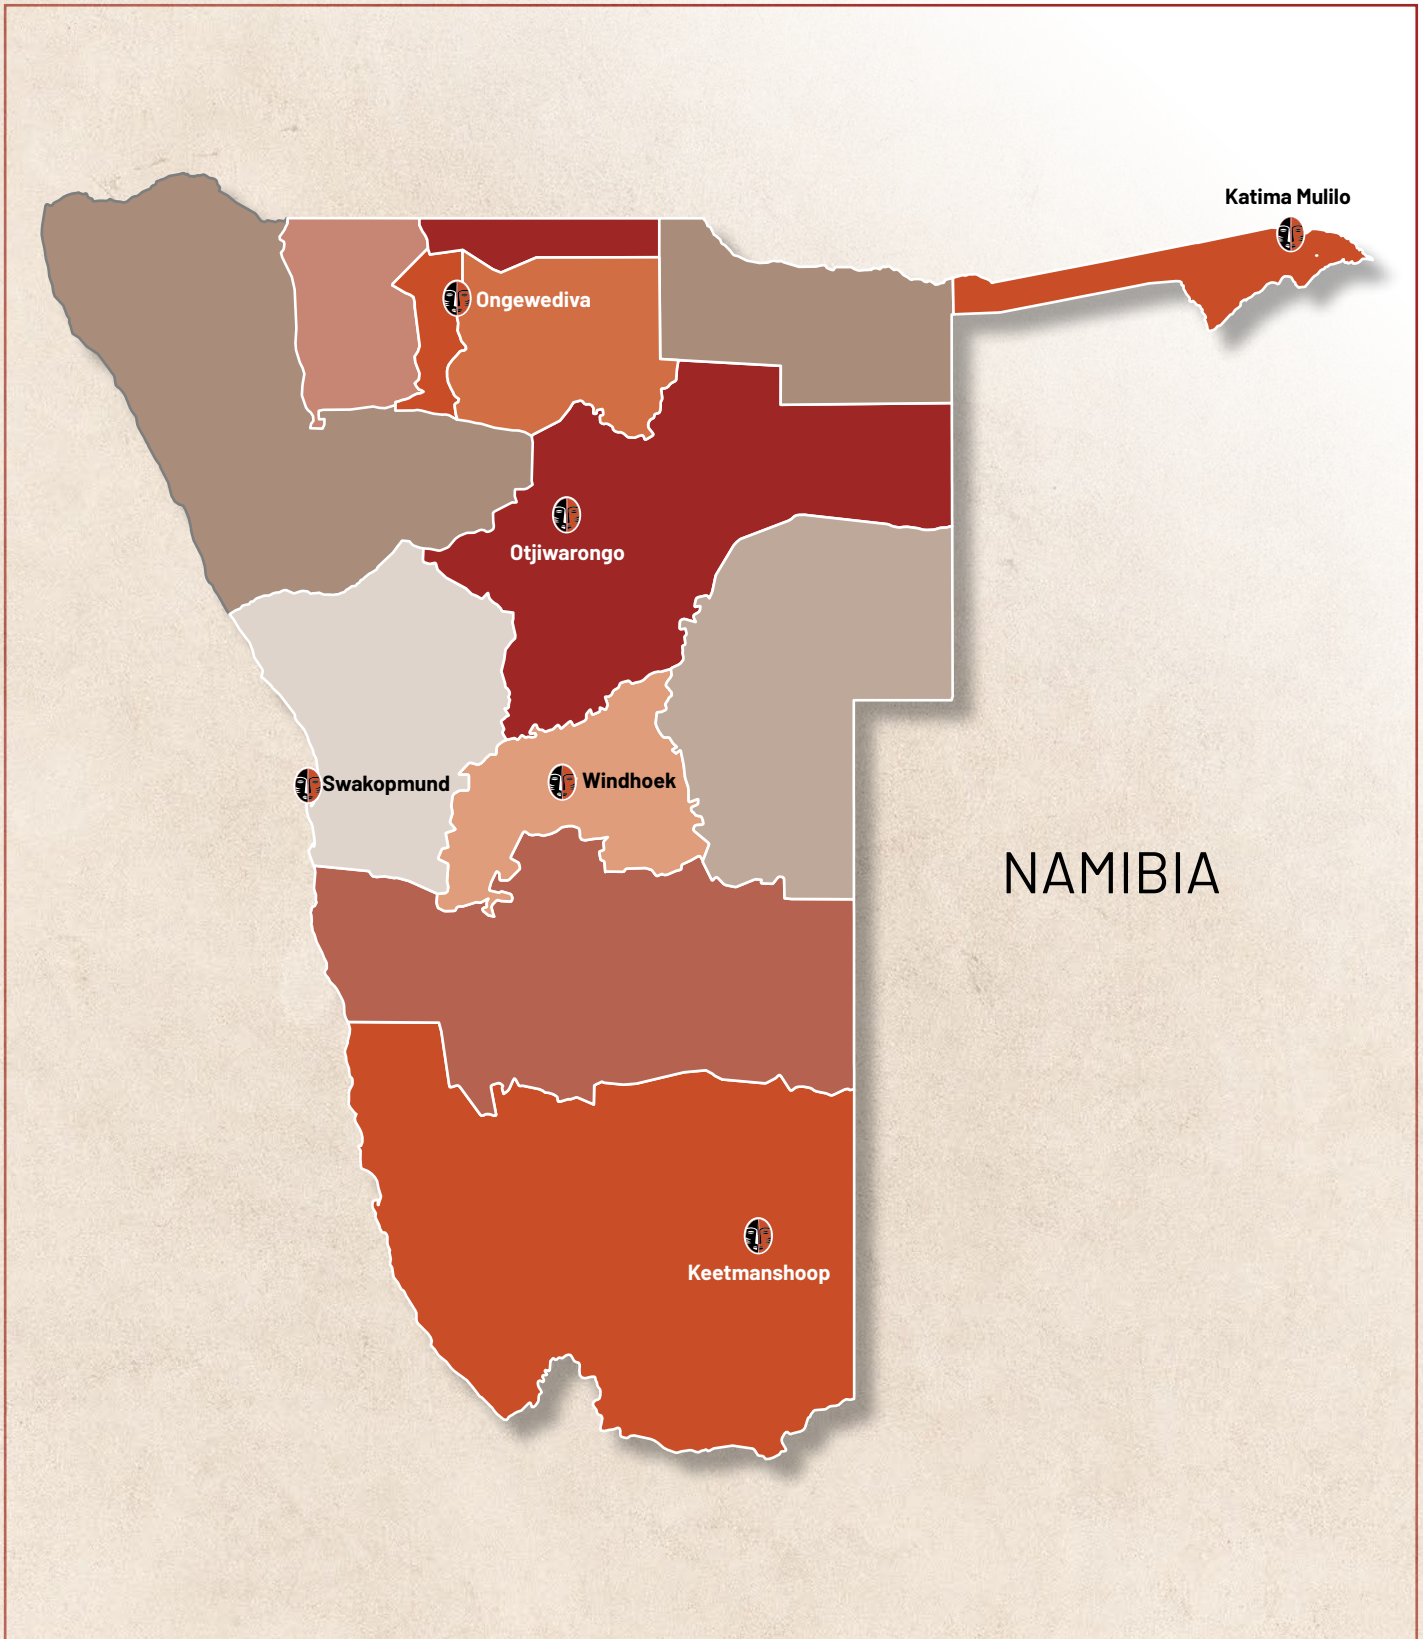 Katima Mulilo
Ongewediva
Otjiwarongo
Swakopmund
Windhoek
NAMIBIA
Keetmanshoop